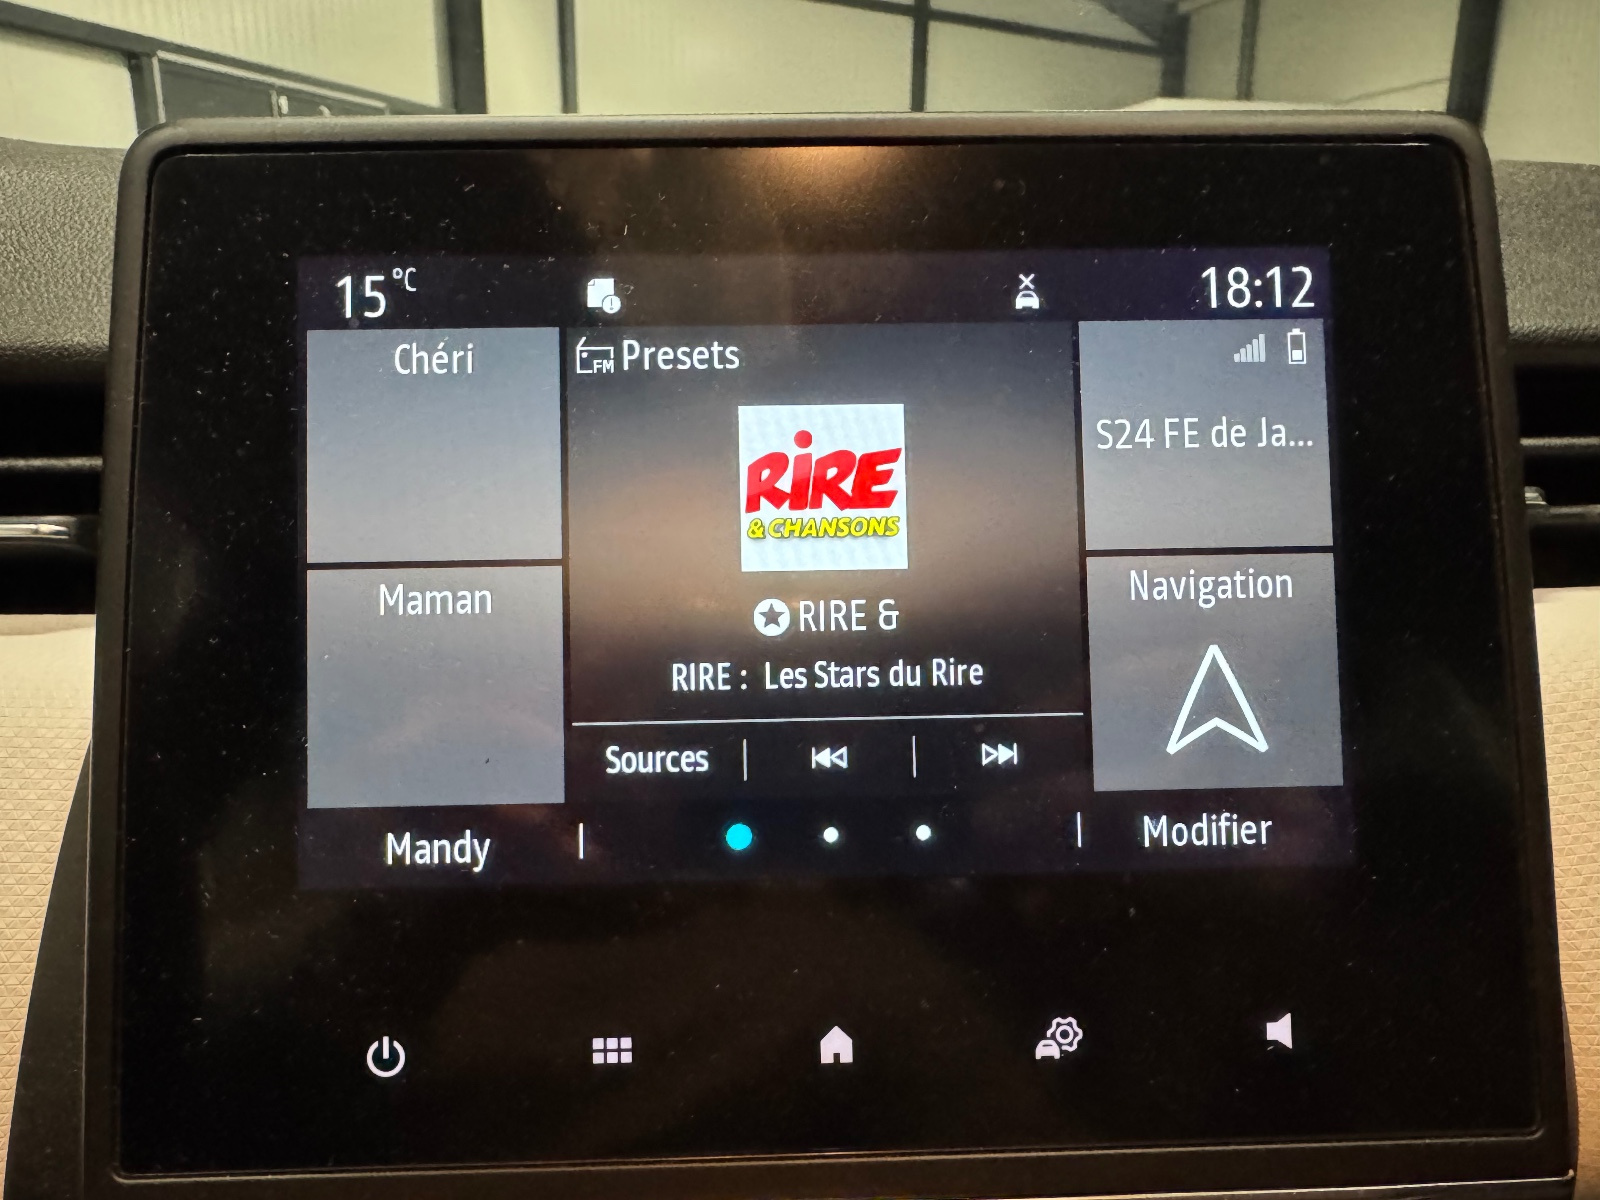 15°C
18:12
Chéri
FM Presets
S24 FE de Ja...
RIRE
& CHANSONS
Maman
Navigation
RIRE &
RIRE : Les Stars du Rire
Sources
Mandy
Modifier